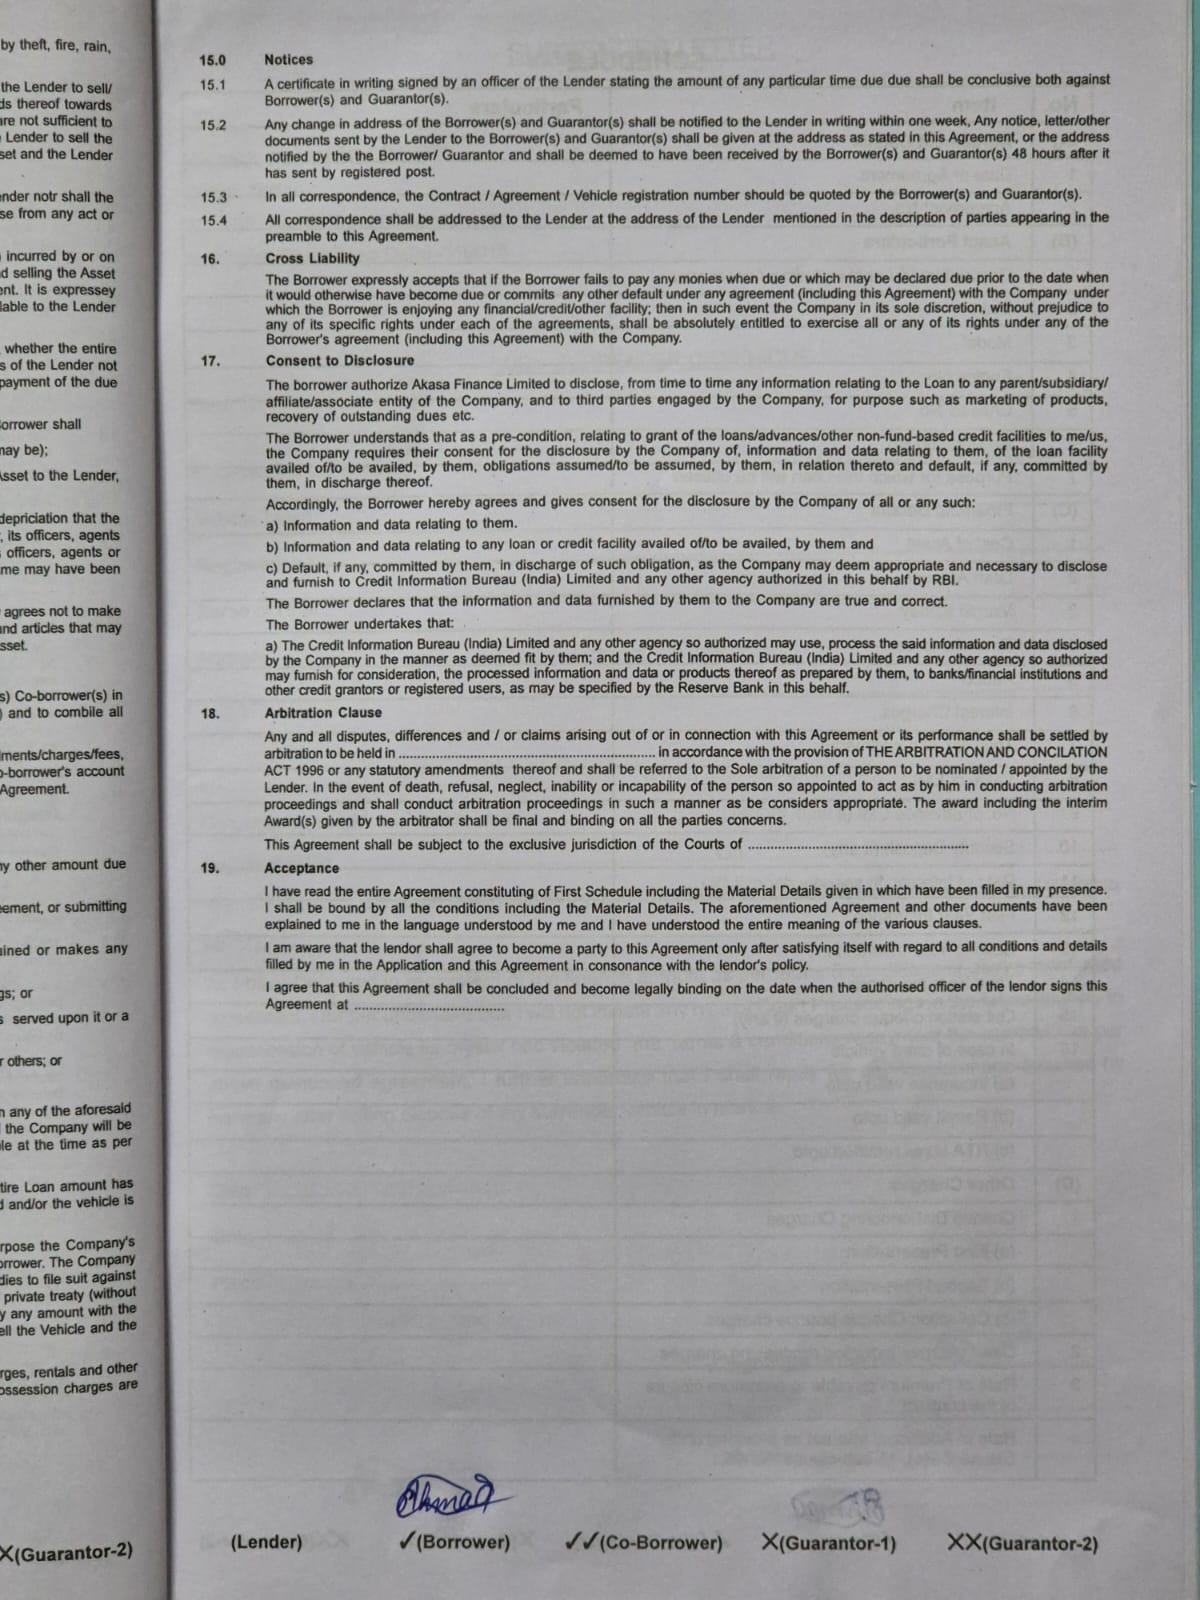 by theft, fire, rain,
the Lender to sell/
ds thereof towards
are not sufficient to
Lender to sell the
set and the Lender
ender notr shall the
se from any act or
incurred by or on
d selling the Asset
ent. It is expressey
lable to the Lender
whether the entire
s of the Lender not
payment of the due
orrower shall
may be);
Asset to the Lender,
depriciation that the
, its officers, agents
officers, agents or
me may have been
agrees not to make
and articles that may
sset.
s) Co-borrower(s) in
) and to combile all
ments/charges/fees,
o-borrower's account
Agreement.
ny other amount due
eement, or submitting
ained or makes any
gs; or
s served upon it or a
r others; or
n any of the aforesaid
the Company will be
le at the time as per
tire Loan amount has
d and/or the vehicle is
rpose the Company's
orrower. The Company
dies to file suit against
private treaty (without
y any amount with the
ell the Vehicle and the
rges, rentals and other
ossession charges are
X(Guarantor-2)
15.0 Notices
15.1 A certificate in writing signed by an officer of the Lender stating the amount of any particular time due due shall be conclusive both against
Borrower(s) and Guarantor(s).
15.2 Any change in address of the Borrower(s) and Guarantor(s) shall be notified to the Lender in writing within one week, Any notice, letter/other
documents sent by the Lender to the Borrower(s) and Guarantor(s) shall be given at the address as stated in this Agreement, or the address
notified by the the Borrower/ Guarantor and shall be deemed to have been received by the Borrower(s) and Guarantor(s) 48 hours after it
has sent by registered post.
15.3 In all correspondence, the Contract / Agreement / Vehicle registration number should be quoted by the Borrower(s) and Guarantor(s).
15.4 All correspondence shall be addressed to the Lender at the address of the Lender mentioned in the description of parties appearing in the
preamble to this Agreement.
16. Cross Liability
The Borrower expressly accepts that if the Borrower fails to pay any monies when due or which may be declared due prior to the date when
it would otherwise have become due or commits any other default under any agreement (including this Agreement) with the Company under
which the Borrower is enjoying any financial/credit/other facility; then in such event the Company in its sole discretion, without prejudice to
any of its specific rights under each of the agreements, shall be absolutely entitled to exercise all or any of its rights under any of the
Borrower's agreement (including this Agreement) with the Company.
17. Consent to Disclosure
The borrower authorize Akasa Finance Limited to disclose, from time to time any information relating to the Loan to any parent/subsidiary/
affiliate/associate entity of the Company, and to third parties engaged by the Company, for purpose such as marketing of products,
recovery of outstanding dues etc.
The Borrower understands that as a pre-condition, relating to grant of the loans/advances/other non-fund-based credit facilities to me/us,
the Company requires their consent for the disclosure by the Company of, information and data relating to them, of the loan facility
availed of/to be availed, by them, obligations assumed/to be assumed, by them, in relation thereto and default, if any, committed by
them, in discharge thereof.
Accordingly, the Borrower hereby agrees and gives consent for the disclosure by the Company of all or any such:
a) Information and data relating to them.
b) Information and data relating to any loan or credit facility availed of/to be availed, by them and
c) Default, if any, committed by them, in discharge of such obligation, as the Company may deem appropriate and necessary to disclose
and furnish to Credit Information Bureau (India) Limited and any other agency authorized in this behalf by RBI.
The Borrower declares that the information and data furnished by them to the Company are true and correct.
The Borrower undertakes that:
a) The Credit Information Bureau (India) Limited and any other agency so authorized may use, process the said information and data disclosed
by the Company in the manner as deemed fit by them; and the Credit Information Bureau (India) Limited and any other agency so authorized
may furnish for consideration, the processed information and data or products thereof as prepared by them, to banks/financial institutions and
other credit grantors or registered users, as may be specified by the Reserve Bank in this behalf.
18. Arbitration Clause
Any and all disputes, differences and / or claims arising out of or in connection with this Agreement or its performance shall be settled by
arbitration to be held in .......................................................... in accordance with the provision of THE ARBITRATION AND CONCILATION
ACT 1996 or any statutory amendments thereof and shall be referred to the Sole arbitration of a person to be nominated / appointed by the
Lender. In the event of death, refusal, neglect, inability or incapability of the person so appointed to act as by him in conducting arbitration
proceedings and shall conduct arbitration proceedings in such a manner as be considers appropriate. The award including the interim
Award(s) given by the arbitrator shall be final and binding on all the parties concerns.
This Agreement shall be subject to the exclusive jurisdiction of the Courts of ..........................................................
19. Acceptance
I have read the entire Agreement constituting of First Schedule including the Material Details given in which have been filled in my presence.
I shall be bound by all the conditions including the Material Details. The aforementioned Agreement and other documents have been
explained to me in the language understood by me and I have understood the entire meaning of the various clauses.
I am aware that the lendor shall agree to become a party to this Agreement only after satisfying itself with regard to all conditions and details
filled by me in the Application and this Agreement in consonance with the lendor's policy.
I agree that this Agreement shall be concluded and become legally binding on the date when the authorised officer of the lendor signs this
Agreement at ..................................
Ahmad
(Lender) ✓(Borrower) ✓✓(Co-Borrower) X(Guarantor-1) XX(Guarantor-2)